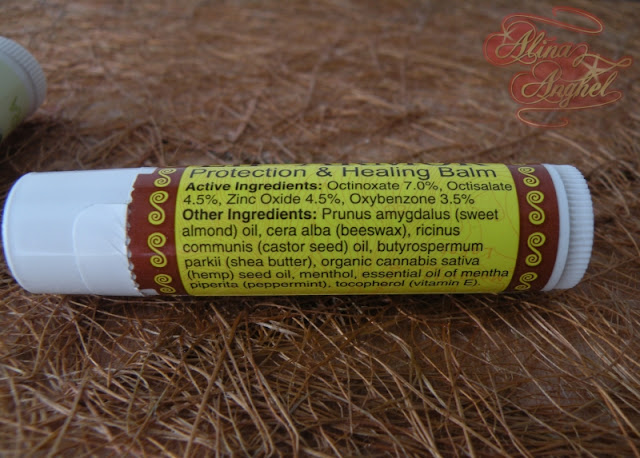 Alina
Anghel
Protection & Healing Balm
Active Ingredients: Octinoxate 7.0%, Octisalate
4.5%, Zinc Oxide 4.5%, Oxybenzone 3.5%
Other Ingredients: Prunus amygdalus (sweet
almond) oil, cera alba (beeswax), ricinus
communis (castor seed) oil, butyrospermum
parkii (shea butter), organic cannabis sativa
(hemp) seed oil, menthol, essential oil of mentha
piperita (peppermint), tocopherol (vitamin E).